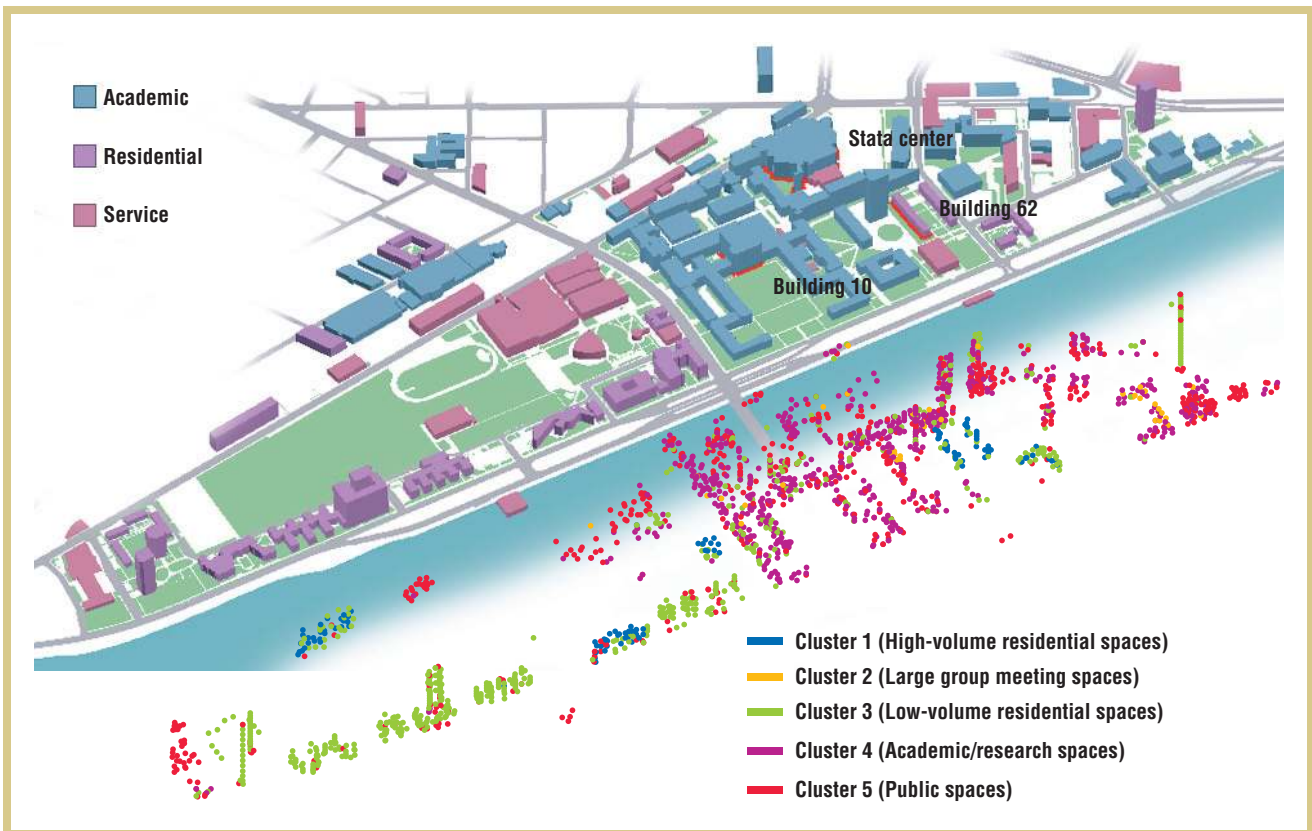 Academic
Residential
Service
Stata center
Building 62
Building 10
Cluster 1 (High-volume residential spaces)
Cluster 2 (Large group meeting spaces)
Cluster 3 (Low-volume residential spaces)
Cluster 4 (Academic/research spaces)
Cluster 5 (Public spaces)